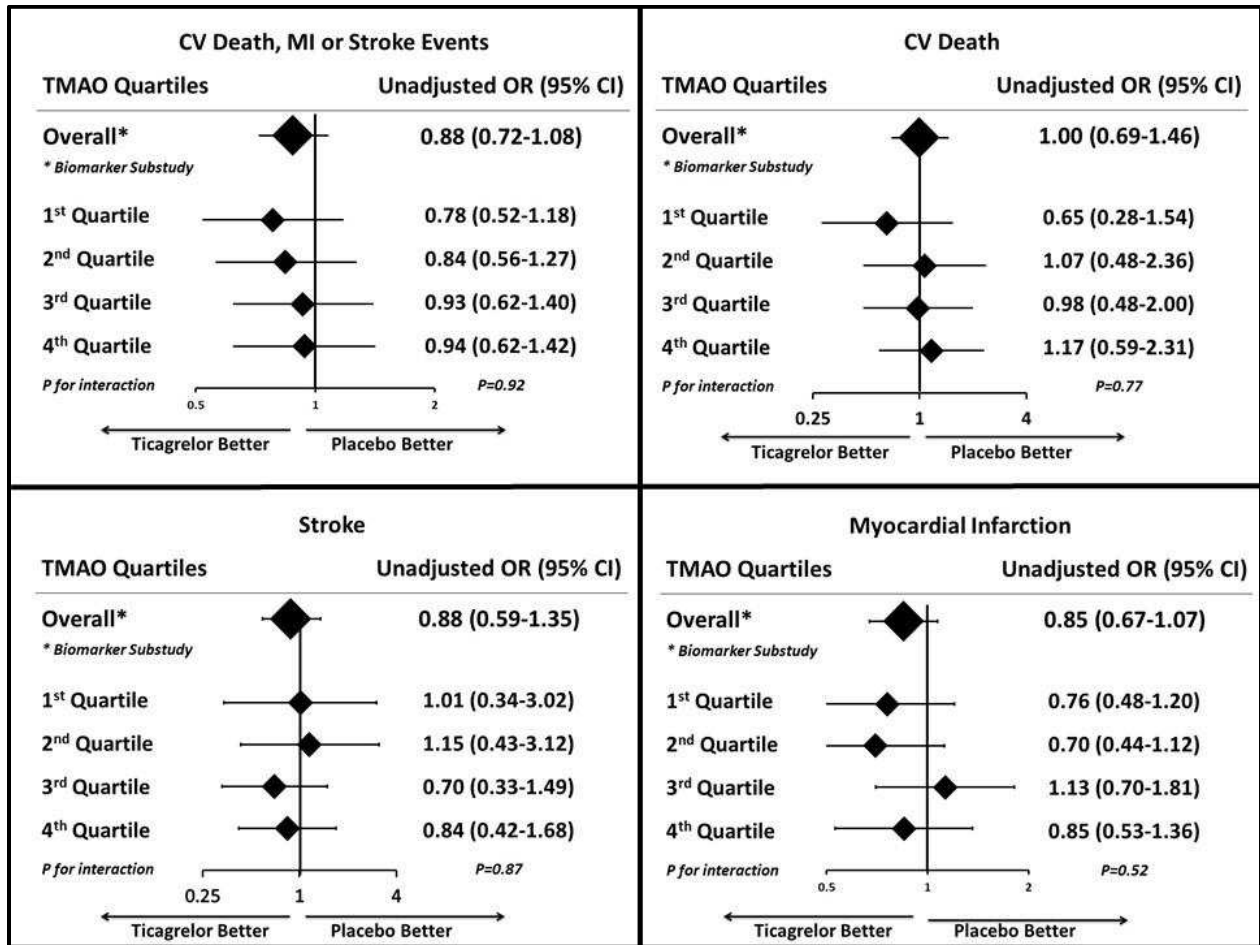 CV Death, MI or Stroke Events
TMAO Quartiles Unadjusted OR (95% CI)
Overall* 0.88 (0.72-1.08)
* Biomarker Substudy
1st Quartile 0.78 (0.52-1.18)
2nd Quartile 0.84 (0.56-1.27)
3rd Quartile 0.93 (0.62-1.40)
4th Quartile 0.94 (0.62-1.42)
P for interaction P=0.92
0.5 1 2
Ticagrelor Better Placebo Better
CV Death
TMAO Quartiles Unadjusted OR (95% CI)
Overall* 1.00 (0.69-1.46)
* Biomarker Substudy
1st Quartile 0.65 (0.28-1.54)
2nd Quartile 1.07 (0.48-2.36)
3rd Quartile 0.98 (0.48-2.00)
4th Quartile 1.17 (0.59-2.31)
P for interaction P=0.77
0.25 1 4
Ticagrelor Better Placebo Better
Stroke
TMAO Quartiles Unadjusted OR (95% CI)
Overall* 0.88 (0.59-1.35)
* Biomarker Substudy
1st Quartile 1.01 (0.34-3.02)
2nd Quartile 1.15 (0.43-3.12)
3rd Quartile 0.70 (0.33-1.49)
4th Quartile 0.84 (0.42-1.68)
P for interaction P=0.87
0.25 1 4
Ticagrelor Better Placebo Better
Myocardial Infarction
TMAO Quartiles Unadjusted OR (95% CI)
Overall* 0.85 (0.67-1.07)
* Biomarker Substudy
1st Quartile 0.76 (0.48-1.20)
2nd Quartile 0.70 (0.44-1.12)
3rd Quartile 1.13 (0.70-1.81)
4th Quartile 0.85 (0.53-1.36)
P for interaction P=0.52
0.5 1 2
Ticagrelor Better Placebo Better